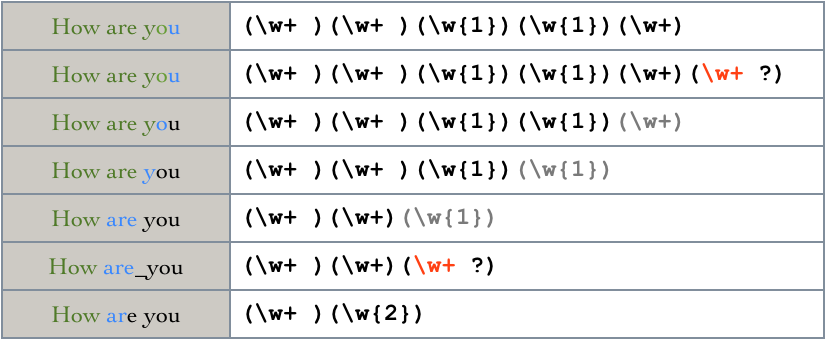 How are you (\w+ )(\w+ )(\w{1})(\w{1})(\w+)
How are you (\w+ )(\w+ )(\w{1})(\w{1})(\w+)(\w+ ?)
How are you (\w+ )(\w+ )(\w{1})(\w{1})(\w+)
How are you (\w+ )(\w+ )(\w{1})(\w{1})
How are you (\w+ )(\w+)(\w{1})
How are_you (\w+ )(\w+)(\w+ ?)
How are you (\w+ )(\w{2})